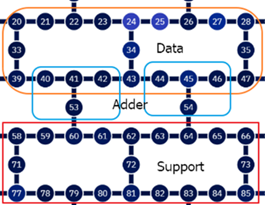 20 21 22 23 24 25 26 27 28
33 34 Data 35
39 40 41 42 43 44 45 46 47
53 Adder 54
58 59 60 61 62 63 64 65 66
71 72 Support 73
77 78 79 80 81 82 83 84 85